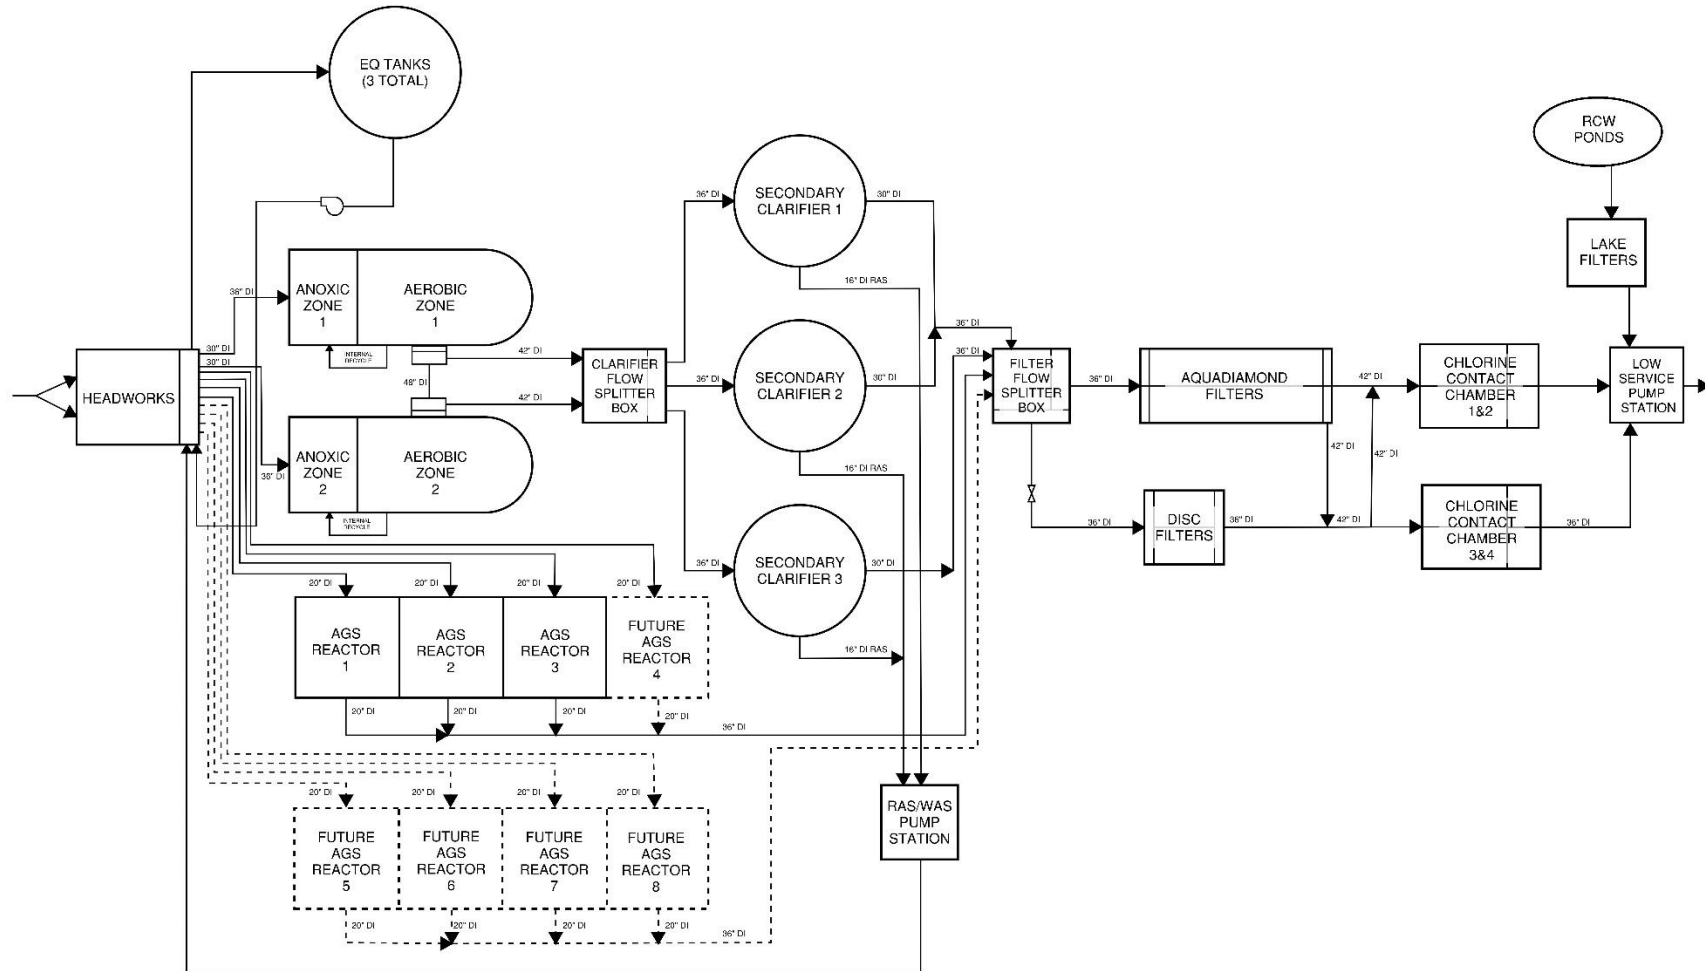 EQ TANKS
(3 TOTAL)
RCW
PONDS
LAKE
FILTERS
36" DI
SECONDARY
CLARIFIER 1
30" DI
16" DI RAS
36" DI
ANOXIC
ZONE
1
AEROBIC
ZONE
1
INTERNAL
RECYCLE
42" DI
48" DI
42" DI
30" DI
30" DI
HEADWORKS
36" DI
ANOXIC
ZONE
2
AEROBIC
ZONE
2
INTERNAL
RECYCLE
CLARIFIER
FLOW
SPLITTER
BOX
36" DI
SECONDARY
CLARIFIER 2
30" DI
16" DI RAS
36" DI
36" DI
FILTER
FLOW
SPLITTER
BOX
36" DI
AQUADIAMOND
FILTERS
42" DI
CHLORINE
CONTACT
CHAMBER
1&2
LOW
SERVICE
PUMP
STATION
42" DI
42" DI
36" DI
DISC
FILTERS
36" DI
42" DI
CHLORINE
CONTACT
CHAMBER
3&4
36" DI
36" DI
SECONDARY
CLARIFIER 3
30" DI
16" DI RAS
20" DI
20" DI
20" DI
20" DI
AGS
REACTOR
1
AGS
REACTOR
2
AGS
REACTOR
3
FUTURE
AGS
REACTOR
4
20" DI
20" DI
20" DI
20" DI
36" DI
20" DI
20" DI
20" DI
20" DI
FUTURE
AGS
REACTOR
5
FUTURE
AGS
REACTOR
6
FUTURE
AGS
REACTOR
7
FUTURE
AGS
REACTOR
8
20" DI
20" DI
20" DI
20" DI
36" DI
RAS/WAS
PUMP
STATION